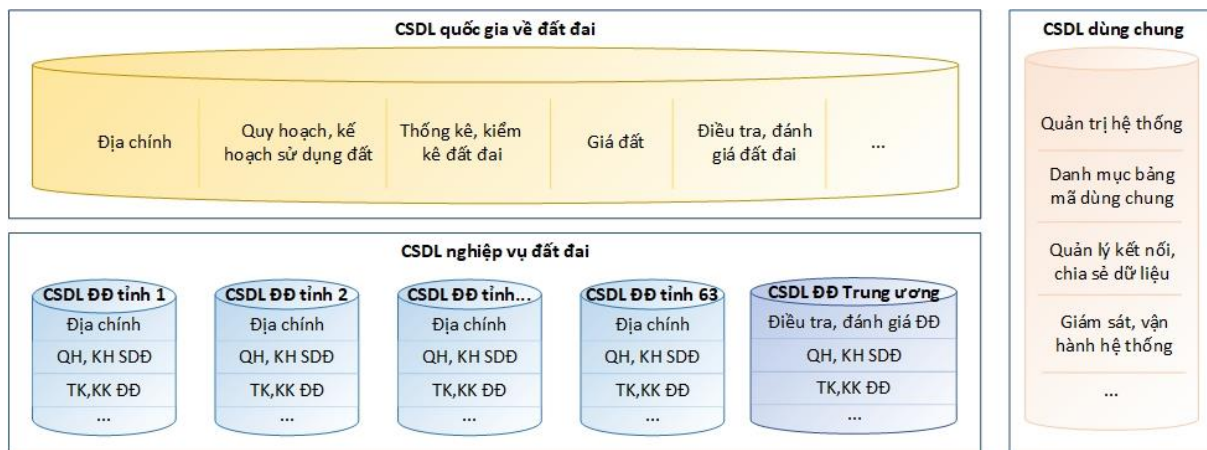 CSDL quốc gia về đất đai
Địa chính
Quy hoạch, kế
hoạch sử dụng đất
Thống kê, kiểm
kê đất đai
Giá đất
Điều tra, đánh
giá đất đai
...
CSDL nghiệp vụ đất đai
CSDL ĐĐ tỉnh 1
Địa chính
QH, KH SDĐ
TK,KK ĐĐ
...
CSDL ĐĐ tỉnh 2
Địa chính
QH, KH SDĐ
TK,KK ĐĐ
...
CSDL ĐĐ tỉnh...
Địa chính
QH, KH SDĐ
TK,KK ĐĐ
...
CSDL ĐĐ tỉnh 63
Địa chính
QH, KH SDĐ
TK,KK ĐĐ
...
CSDL ĐĐ Trung ương
Điều tra, đánh giá ĐĐ
QH, KH SDĐ
TK,KK ĐĐ
...
CSDL dùng chung
Quản trị hệ thống
Danh mục bảng
mã dùng chung
Quản lý kết nối,
chia sẻ dữ liệu
Giám sát, vận
hành hệ thống
...